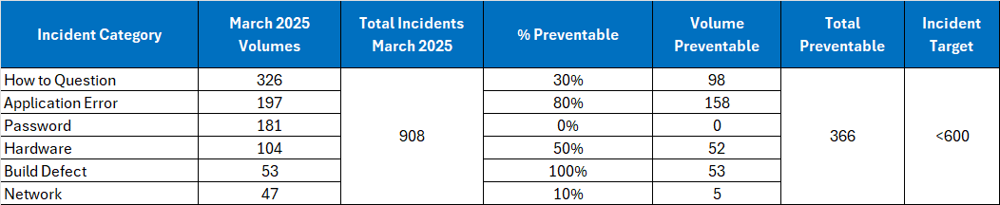 Incident Category March 2025 Volumes Total Incidents March 2025 % Preventable Volume Preventable Total Preventable Incident Target
How to Question 326 30% 98
Application Error 197 80% 158
Password 181 0% 0
908 366 <600
Hardware 104 50% 52
Build Defect 53 100% 53
Network 47 10% 5